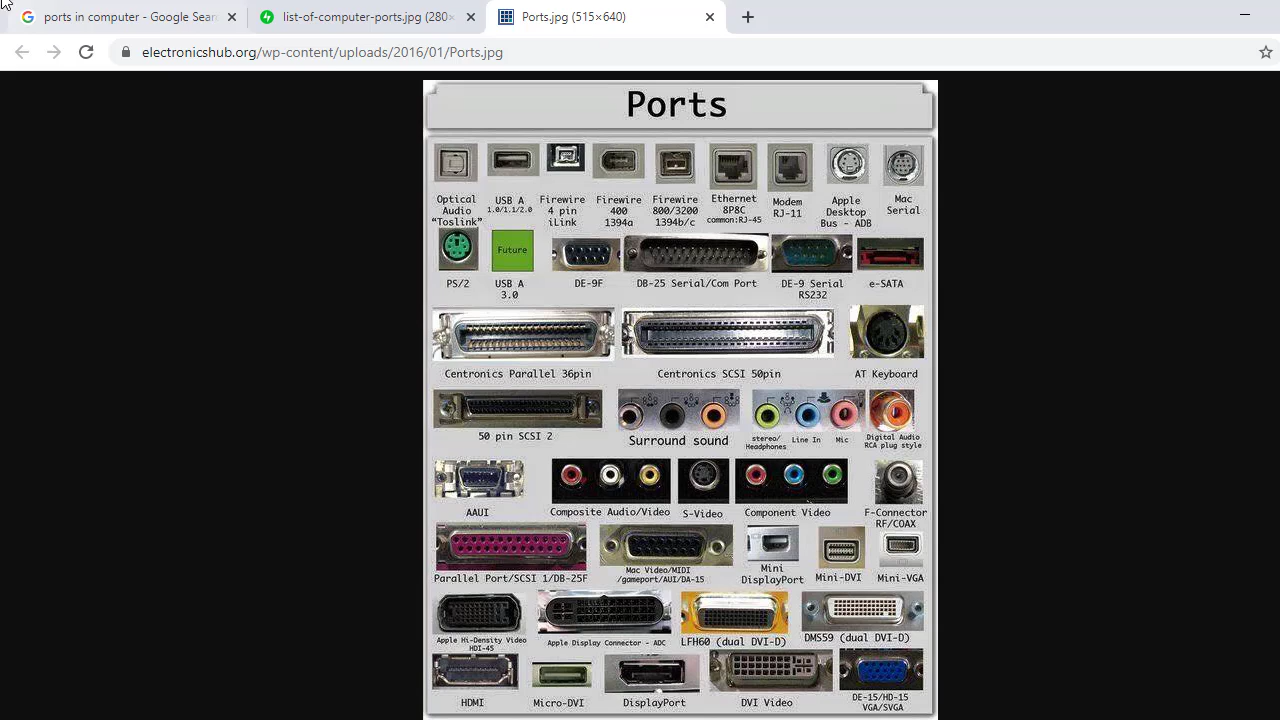 ports in computer - Google Sear
list-of-computer-ports.jpg (280×
Ports.jpg (515×640)
electronicshub.org/wp-content/uploads/2016/01/Ports.jpg
Ports
Optical
Audio
“Toslink”
USB A
1.0/1.1/2.0
Firewire
4 pin
iLink
Firewire
400
1394a
Firewire
800/3200
1394b/c
Ethernet
8P8C
common:RJ-45
Modem
RJ-11
Apple
Desktop
Bus - ADB
Mac
Serial
PS/2
Future
USB A
3.0
DE-9F
DB-25 Serial/Com Port
DE-9 Serial
RS232
e-SATA
Centronics Parallel 36pin
Centronics SCSI 50pin
AT Keyboard
50 pin SCSI 2
Surround sound
stereo/
Headphones
Line In
Mic
Digital Audio
RCA plug style
AAUI
Composite Audio/Video
S-Video
Component Video
F-Connector
RF/COAX
Parallel Port/SCSI 1/DB-25F
Mac Video/MIDI
/gameport/AUI/DA-15
Mini
DisplayPort
Mini-DVI
Mini-VGA
Apple Hi-Density Video
HDI-45
Apple Display Connector - ADC
LFH60 (dual DVI-D)
DMS59 (dual DVI-D)
HDMI
Micro-DVI
DisplayPort
DVI Video
DE-15/HD-15
VGA/SVGA